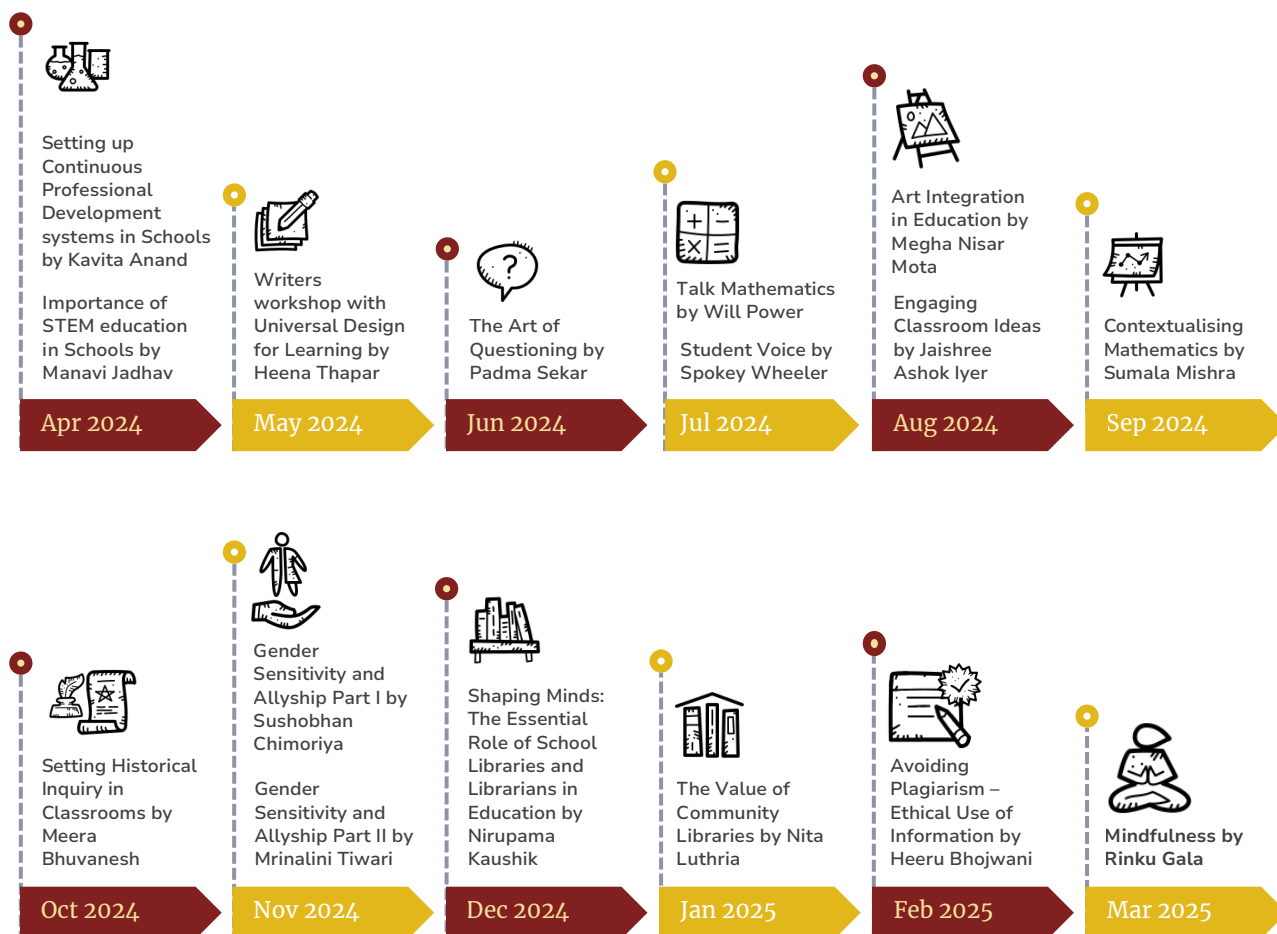 Setting up
Continuous
Professional
Development
systems in Schools
by Kavita Anand
Importance of
STEM education
in Schools by
Manavi Jadhav
Apr 2024
Writers
workshop with
Universal Design
for Learning by
Heena Thapar
May 2024
?
The Art of
Questioning by
Padma Sekar
Jun 2024
Talk Mathematics
by Will Power
Student Voice by
Spokey Wheeler
Jul 2024
Art Integration
in Education by
Megha Nisar
Mota
Engaging
Classroom Ideas
by Jaishree
Ashok Iyer
Aug 2024
Contextualising
Mathematics by
Sumala Mishra
Sep 2024
Setting Historical
Inquiry in
Classrooms by
Meera
Bhuvanesh
Oct 2024
Gender
Sensitivity and
Allyship Part I by
Sushobhan
Chimoriya
Gender
Sensitivity and
Allyship Part II by
Mrinalini Tiwari
Nov 2024
Shaping Minds:
The Essential
Role of School
Libraries and
Librarians in
Education by
Nirupama
Kaushik
Dec 2024
The Value of
Community
Libraries by Nita
Luthria
Jan 2025
Avoiding
Plagiarism –
Ethical Use of
Information by
Heeru Bhojwani
Feb 2025
Mindfulness by
Rinku Gala
Mar 2025